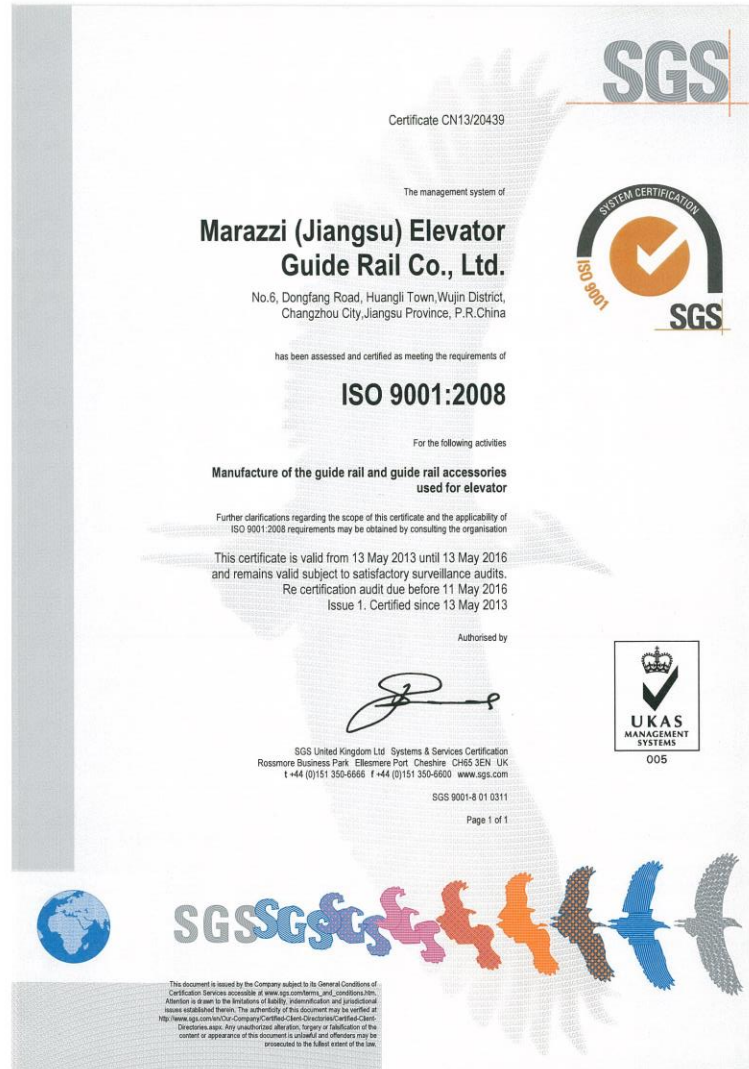 SGS
Certificate CN13/20439
The management system of
Marazzi (Jiangsu) Elevator
Guide Rail Co., Ltd.
No.6, Dongfang Road, Huangli Town,Wujin District,
Changzhou City,Jiangsu Province, P.R.China
has been assessed and certified as meeting the requirements of
ISO 9001:2008
For the following activities
Manufacture of the guide rail and guide rail accessories
used for elevator
Further clarifications regarding the scope of this certificate and the applicability of
ISO 9001:2008 requirements may be obtained by consulting the organisation
This certificate is valid from 13 May 2013 until 13 May 2016
and remains valid subject to satisfactory surveillance audits.
Re certification audit due before 11 May 2016
Issue 1. Certified since 13 May 2013
Authorised by
SGS United Kingdom Ltd Systems & Services Certification
Rossmore Business Park Ellesmere Port Cheshire CH65 3EN UK
t +44 (0)151 350-6666 f +44 (0)151 350-6600 www.sgs.com
SGS 9001-8 01 0311
Page 1 of 1
SYSTEM CERTIFICATION
ISO 9001
SGS
UKAS
MANAGEMENT
SYSTEMS
005
SGSSGSSGS
This document is issued by the Company subject to its General Conditions of
Certification Services accessible at www.sgs.com/terms_and_conditions.htm.
Attention is drawn to the limitations of liability, indemnification and jurisdictional
issues established therein. The authenticity of this document may be verified at
http://www.sgs.com/en/Our-Company/Certified-Client-Directories/Certified-Client-
Directories.aspx. Any unauthorized alteration, forgery or falsification of the
content or appearance of this document is unlawful and offenders may be
prosecuted to the fullest extent of the law.